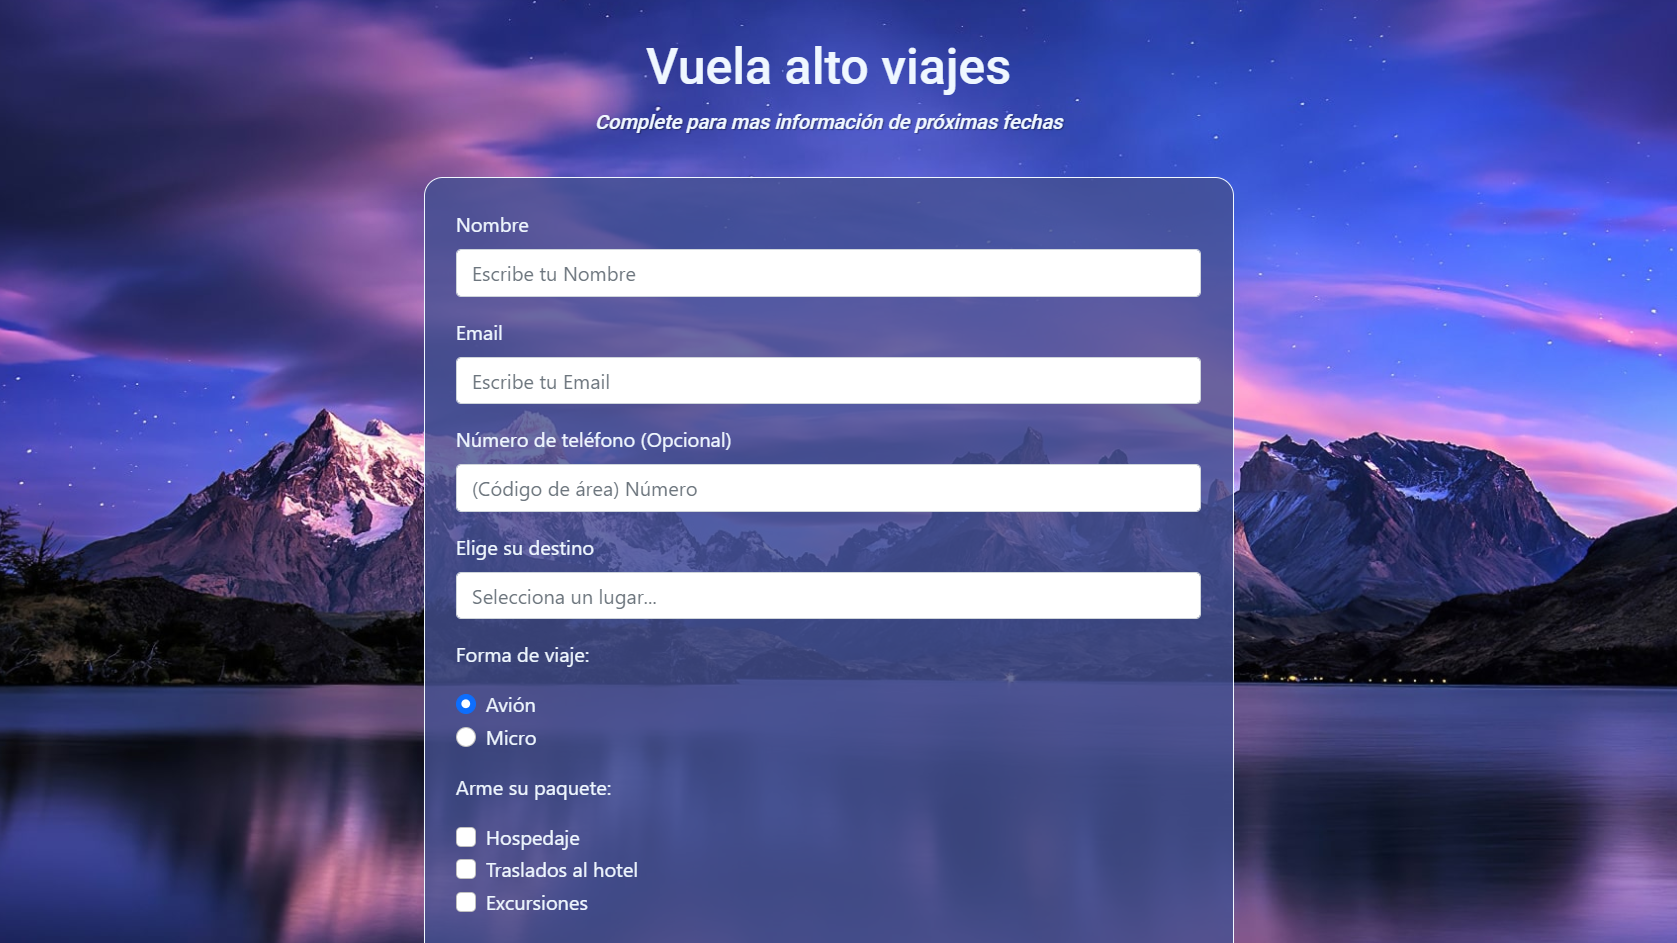 Vuela alto viajes
Complete para mas información de próximas fechas
Nombre
Escribe tu Nombre
Email
Escribe tu Email
Número de teléfono (Opcional)
(Código de área) Número
Elige su destino
Selecciona un lugar...
Forma de viaje:
Avión
Micro
Arme su paquete:
Hospedaje
Traslados al hotel
Excursiones